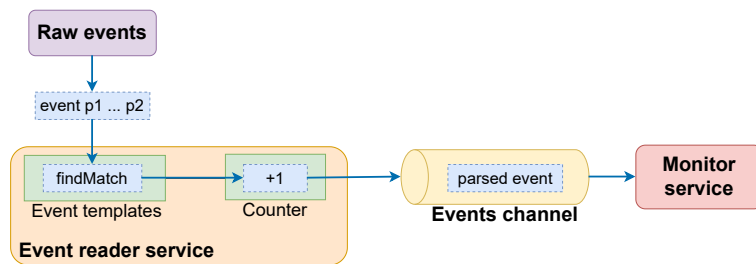 Raw events
event p1 ... p2
findMatch
+1
parsed event
Monitor
service
Event templates
Counter
Events channel
Event reader service